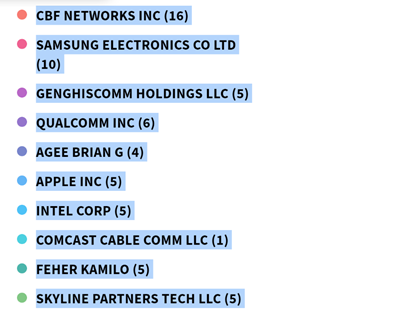 CBF NETWORKS INC (16)
SAMSUNG ELECTRONICS CO LTD
(10)
GENGHISCOMM HOLDINGS LLC (5)
QUALCOMM INC (6)
AGEE BRIAN G (4)
APPLE INC (5)
INTEL CORP (5)
COMCAST CABLE COMM LLC (1)
FEHER KAMILO (5)
SKYLINE PARTNERS TECH LLC (5)